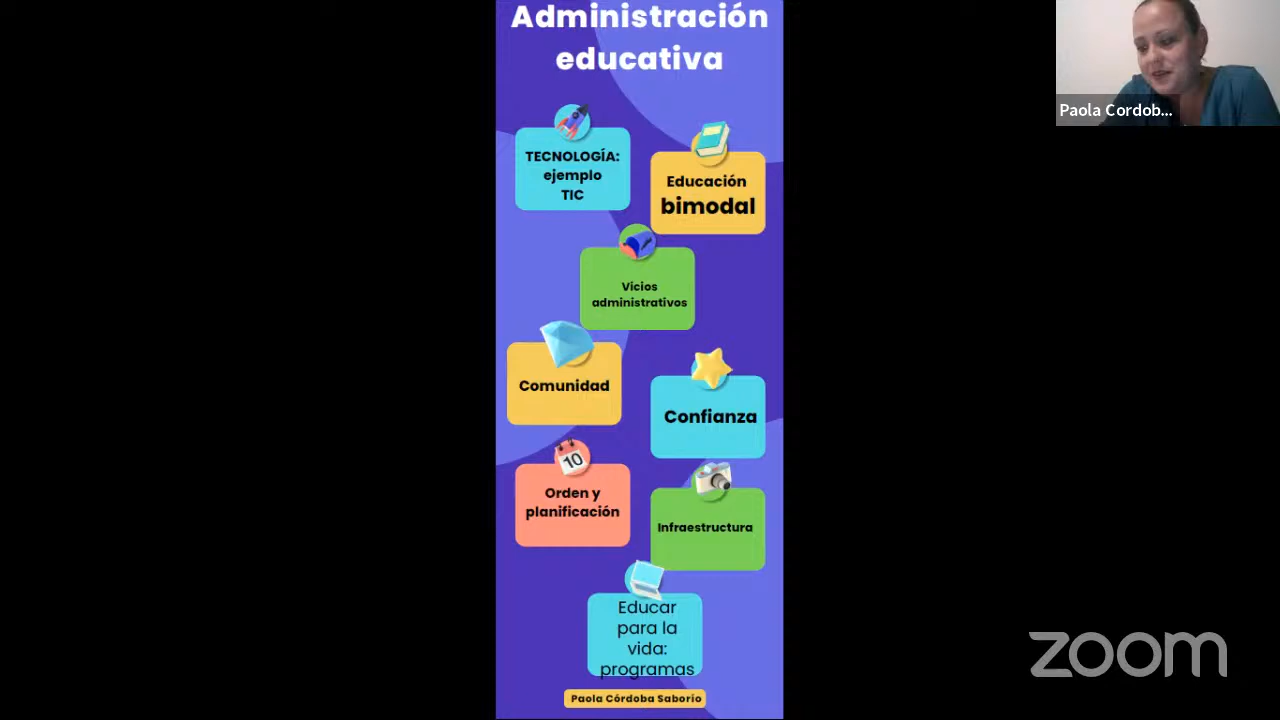 Administración
educativa
Paola Cordob...
TECNOLOGÍA:
ejemplo
TIC
Educación
bimodal
Vicios
administrativos
Comunidad
Confianza
10
Orden y
planificación
Infraestructura
Educar
para la
vida:
programas
Paola Córdoba Saborío
zoom